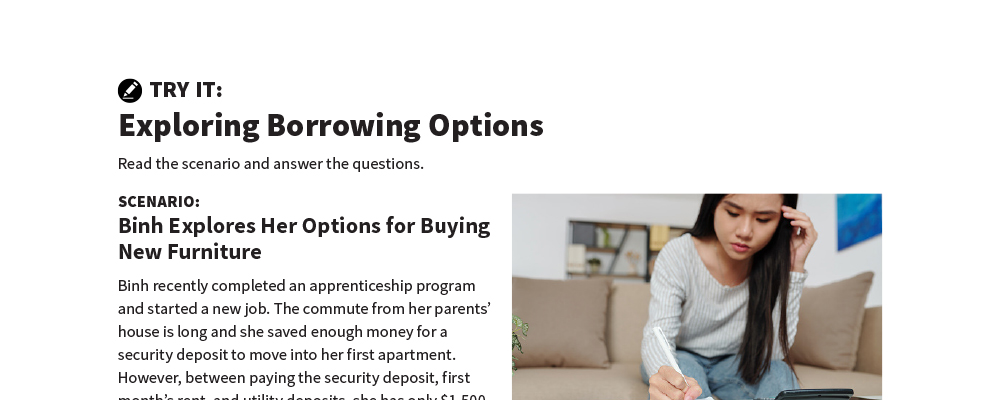 TRY IT:
Exploring Borrowing Options
Read the scenario and answer the questions.
SCENARIO:
Binh Explores Her Options for Buying
New Furniture
Binh recently completed an apprenticeship program
and started a new job. The commute from her parents’
house is long and she saved enough money for a
security deposit to move into her first apartment.
However, between paying the security deposit, first
month’s rent, and utility deposits, she has only $1,500